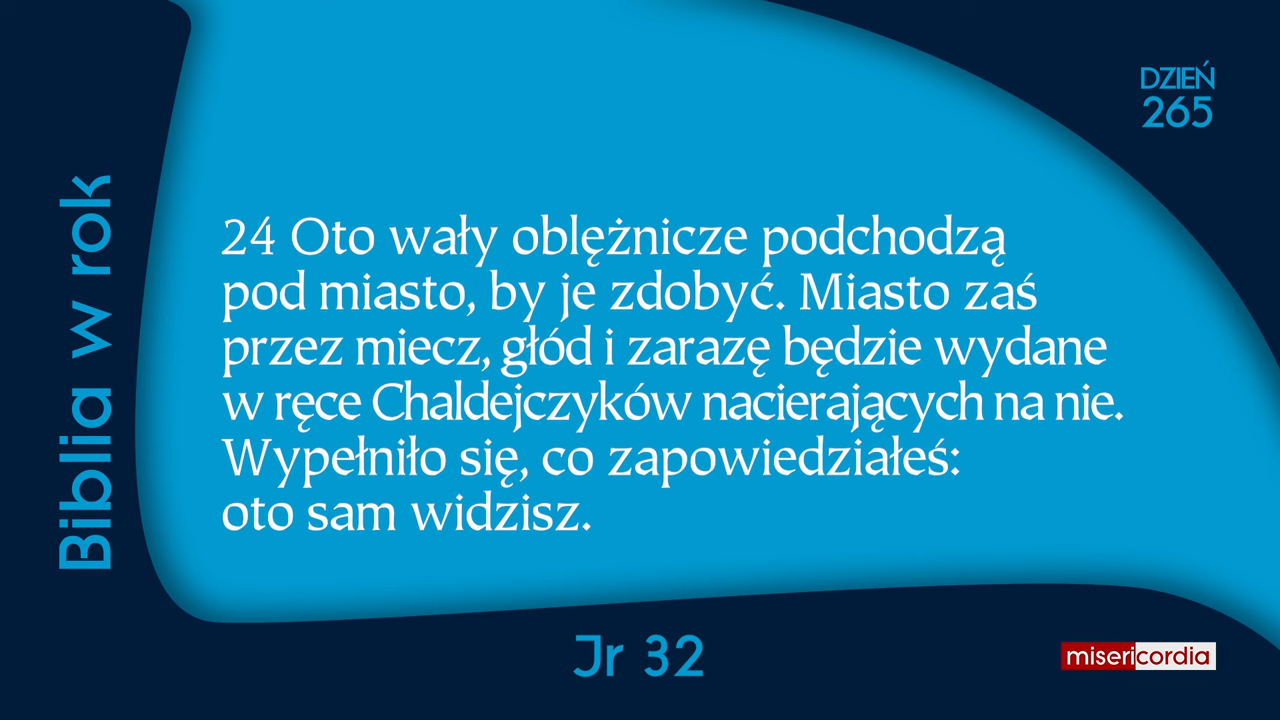 DZIEŃ
265
Biblia w rok
24 Oto wały oblężnicze podchodzą
pod miasto, by je zdobyć. Miasto zaś
przez miecz, głód i zarazę będzie wydane
w ręce Chaldejczyków nacierających na nie.
Wypełniło się, co zapowiedziałeś:
oto sam widzisz.
Jr 32
misericordia